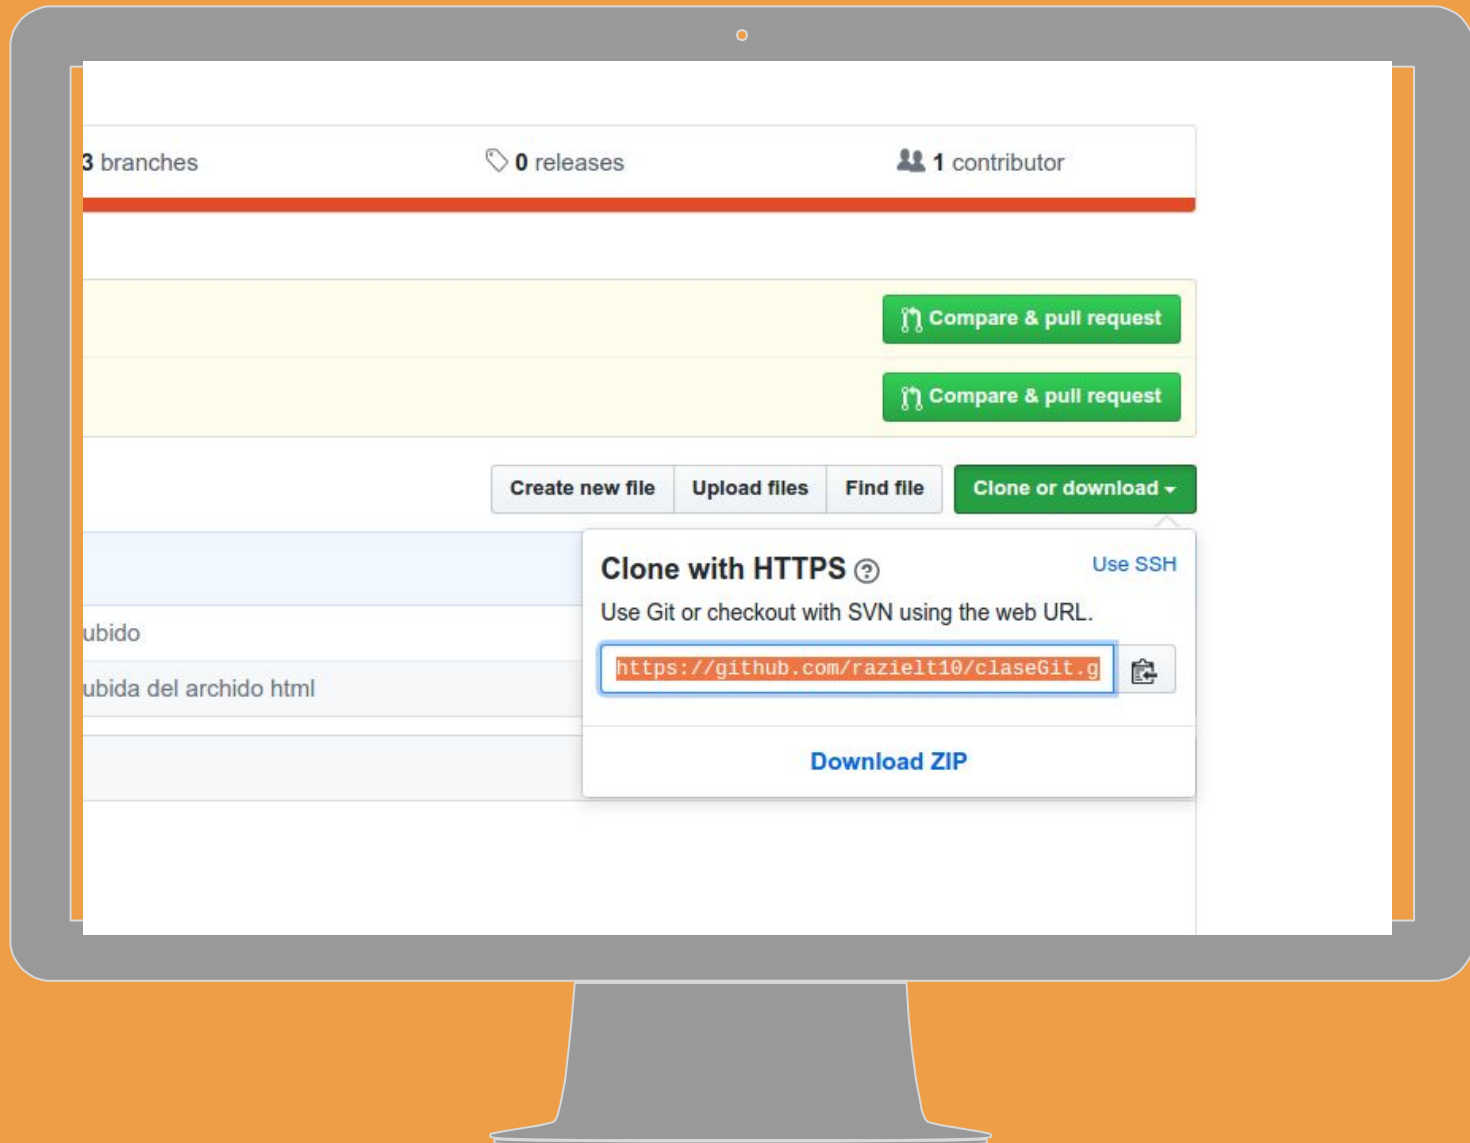 3 branches
0 releases
1 contributor
Compare & pull request
Compare & pull request
Create new file
Upload files
Find file
Clone or download
Clone with HTTPS
Use SSH
Use Git or checkout with SVN using the web URL.
https://github.com/razielt10/claseGit.g
ubido
ubida del archido html
Download ZIP